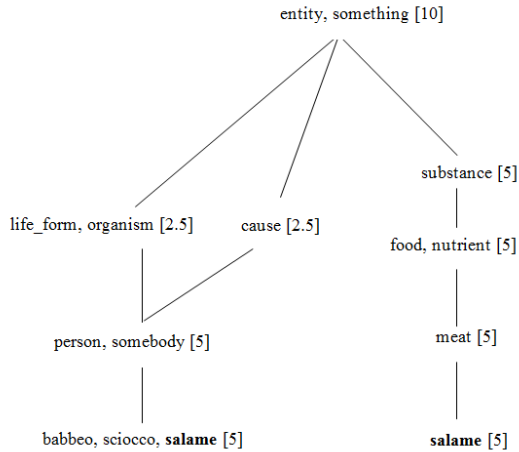 entity, something [10]
substance [5]
life_form, organism [2.5]
cause [2.5]
food, nutrient [5]
person, somebody [5]
meat [5]
babbeo, sciocco, salame [5]
salame [5]